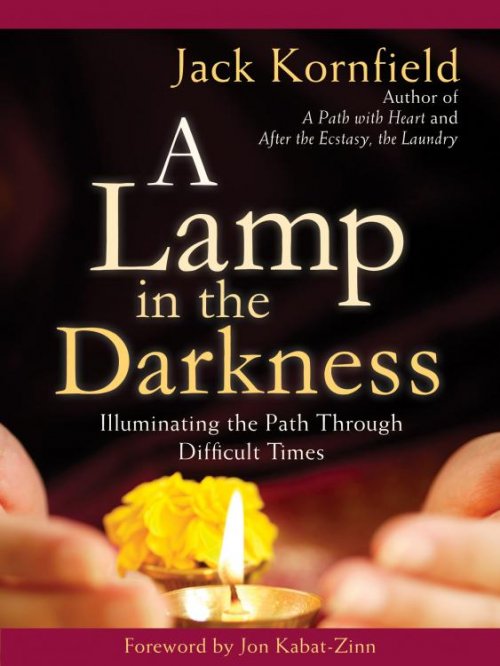 Jack Kornfield
Author of
A Path with Heart and
After the Ecstasy, the Laundry
A
Lamp
in the
Darkness
Illuminating the Path Through
Difficult Times
Foreword by Jon Kabat-Zinn